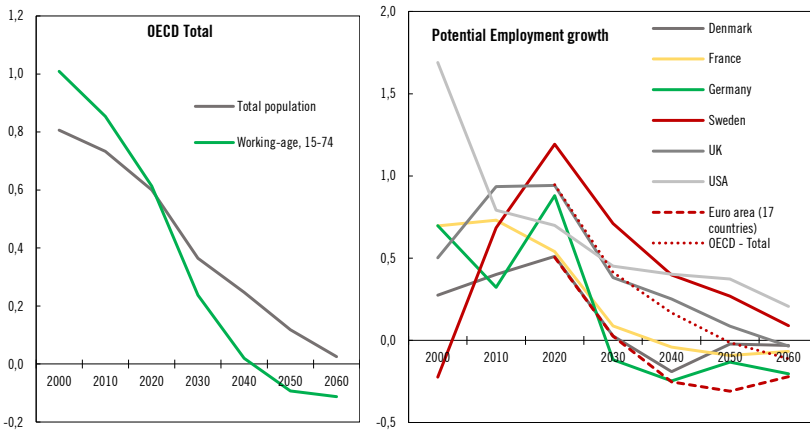 OECD Total
1,2
1,0
0,8
0,6
0,4
0,2
0,0
-0,2
Total population
Working-age, 15-74
2000 2010 2020 2030 2040 2050 2060
Potential Employment growth
2,0
1,5
1,0
0,5
0,0
-0,5
Denmark
France
Germany
Sweden
UK
USA
Euro area (17
countries)
OECD - Total
2000 2010 2020 2030 2040 2050 2060